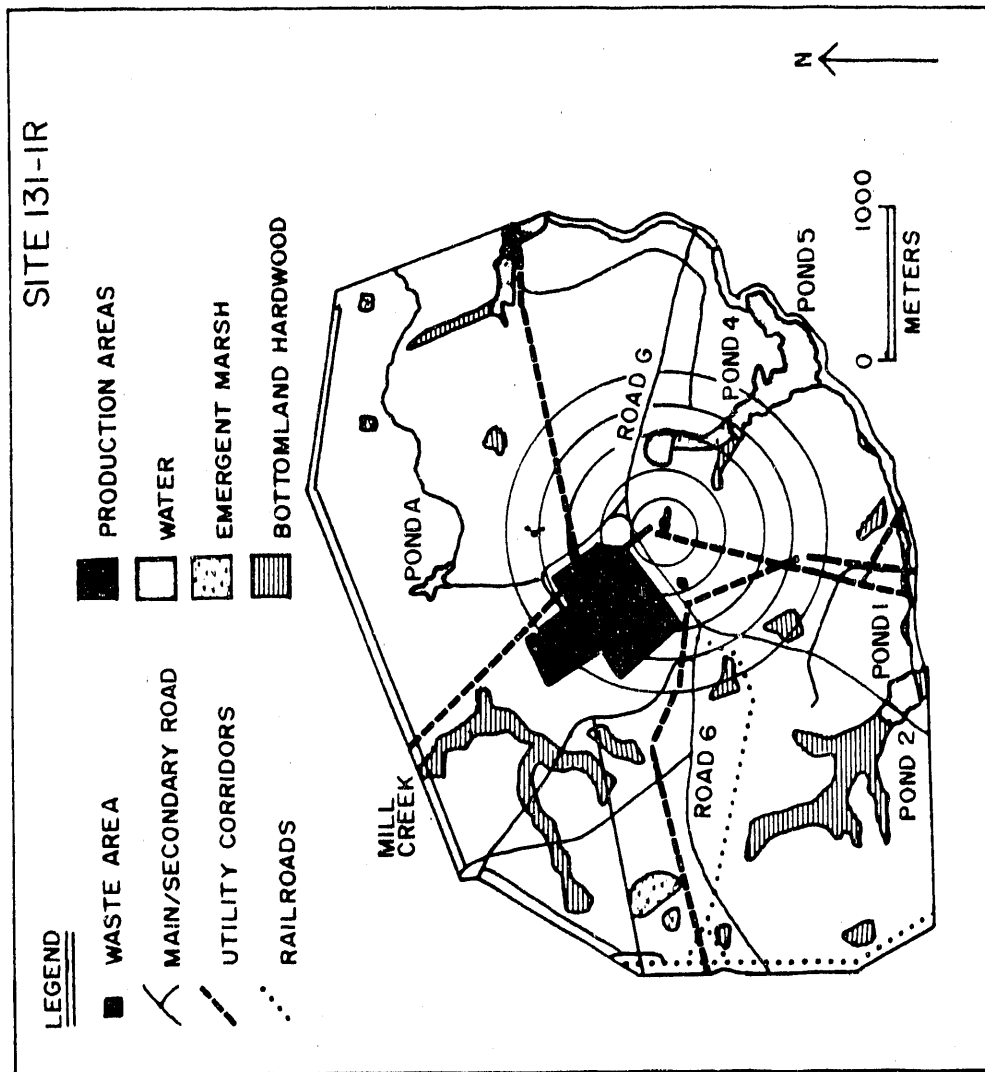 SITE 131-1R
LEGEND
WASTE AREA
MAIN/SECONDARY ROAD
UTILITY CORRIDORS
RAILROADS
PRODUCTION AREAS
WATER
EMERGENT MARSH
BOTTOMLAND HARDWOOD
MILL
CREEK
POND A
ROAD G
ROAD 6
POND 4
POND 5
POND 1
POND 2
N
0 1000
METERS